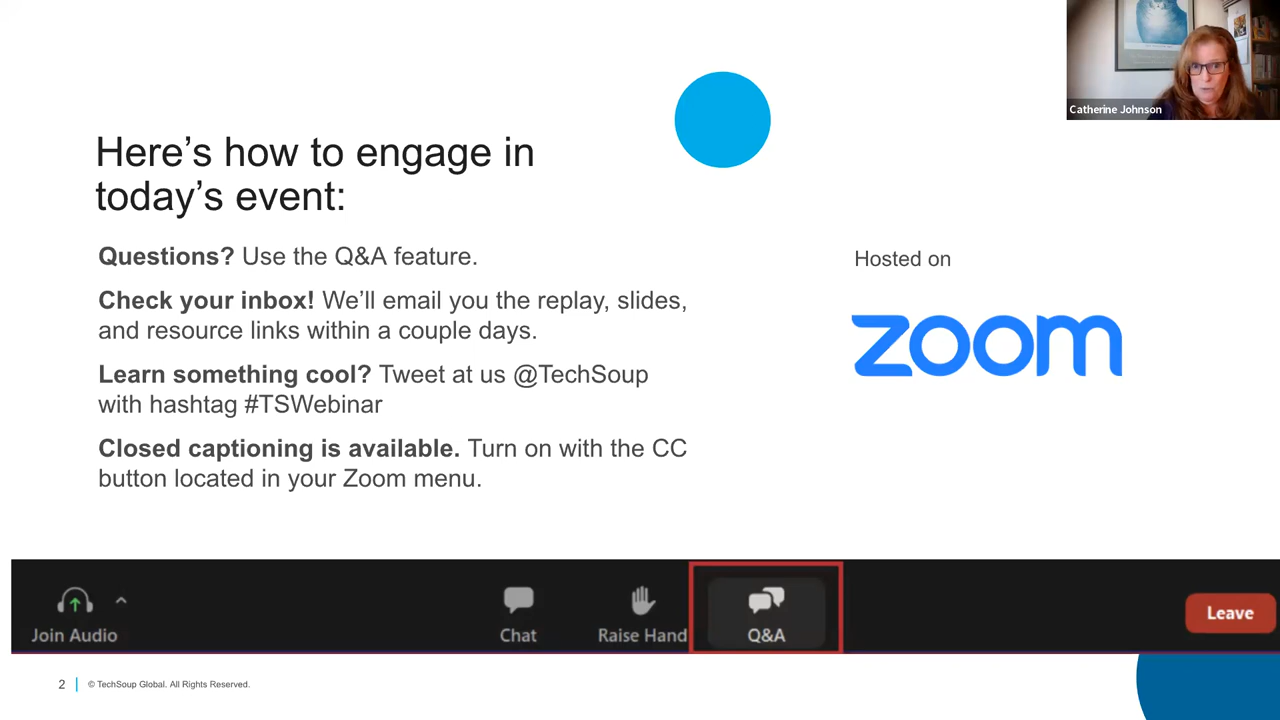 Catherine Johnson
Here’s how to engage in
today’s event:
Questions? Use the Q&A feature.
Check your inbox! We’ll email you the replay, slides,
and resource links within a couple days.
Learn something cool? Tweet at us @TechSoup
with hashtag #TSWebinar
Closed captioning is available. Turn on with the CC
button located in your Zoom menu.
Hosted on
zoom
Join Audio
Chat
Raise Hand
Q&A
Leave
2
© TechSoup Global. All Rights Reserved.